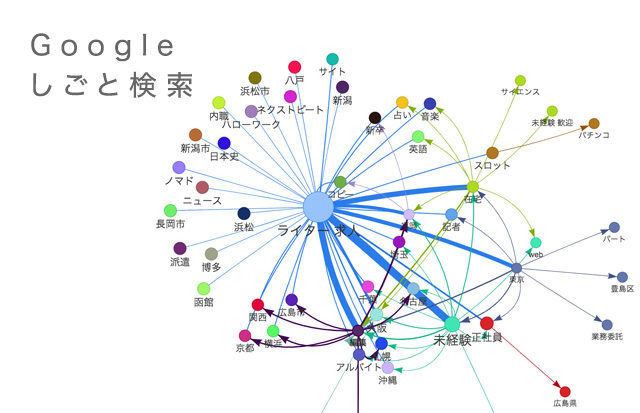 Google
しごと検索
サイト
八戸
浜松市
新潟
ネクストビート
内職
ハローワーク
占い
音楽
サイエンス
新卒
未経験 歓迎
パチンコ
新潟市
日本史
英語
スロット
ノマド
ニュース
コピー
在宅
長岡市
浜松
ライター 求人
記者
派遣
博多
埼玉
web
パート
東京
函館
千葉
名古屋
豊島区
関西
広島市
大阪
業務委託
京都
横浜
未経験
正社員
札幌
アルバイト
沖縄
広島県